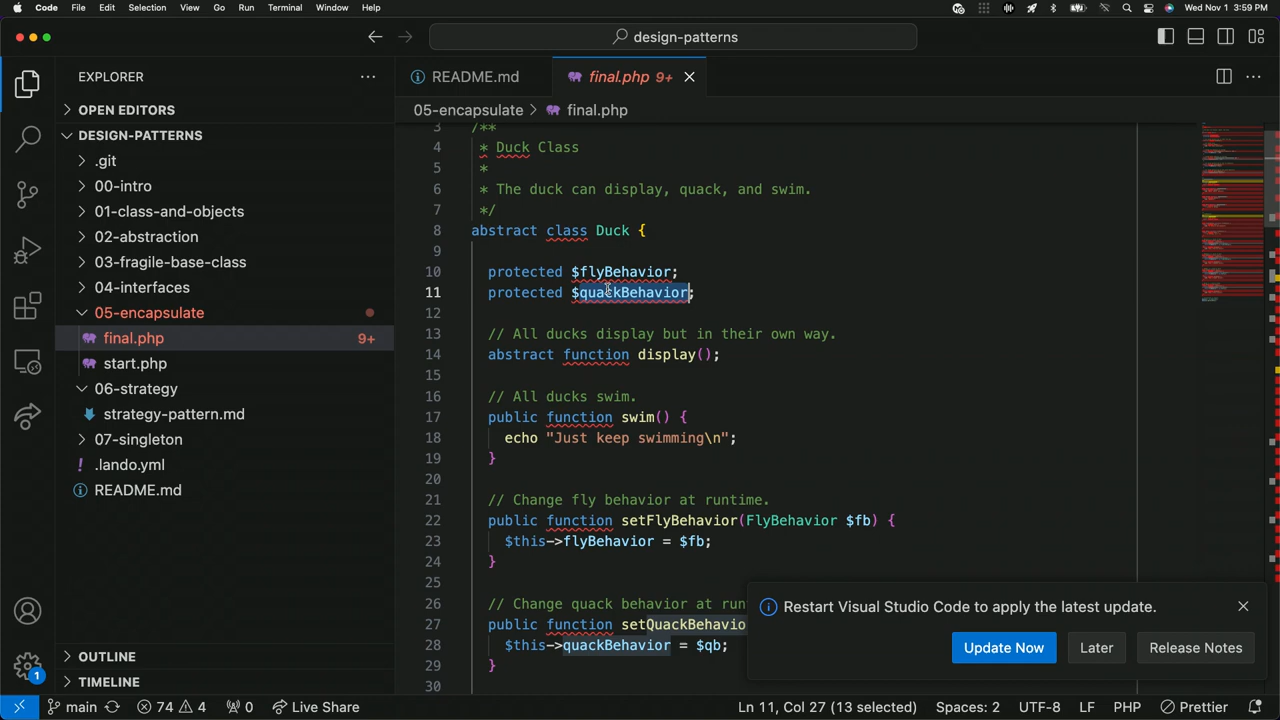 Code File Edit Selection View Go Run Terminal Window Help Wed Nov 1 3:59 PM
design-patterns
EXPLORER
OPEN EDITORS
DESIGN-PATTERNS
.git
00-intro
01-class-and-objects
02-abstraction
03-fragile-base-class
04-interfaces
05-encapsulate
final.php 9+
start.php
06-strategy
strategy-pattern.md
07-singleton
.lando.yml
README.md
OUTLINE
TIMELINE
README.md final.php 9+
05-encapsulate > final.php
3 /**
4 * Duck Class
5 *
6 * The duck can display, quack, and swim.
7 */
8 abstract class Duck {
9
10 protected $flyBehavior;
11 protected $quackBehavior;
12
13 // All ducks display but in their own way.
14 abstract function display();
15
16 // All ducks swim.
17 public function swim() {
18 echo "Just keep swimming\n";
19 }
20
21 // Change fly behavior at runtime.
22 public function setFlyBehavior(FlyBehavior $fb) {
23 $this->flyBehavior = $fb;
24 }
25
26 // Change quack behavior at run
27 public function setQuackBehavio
28 $this->quackBehavior = $qb;
29 }
30
Restart Visual Studio Code to apply the latest update.
Update Now Later Release Notes
1
main 74 4 0 Live Share Ln 11, Col 27 (13 selected) Spaces: 2 UTF-8 LF PHP Prettier